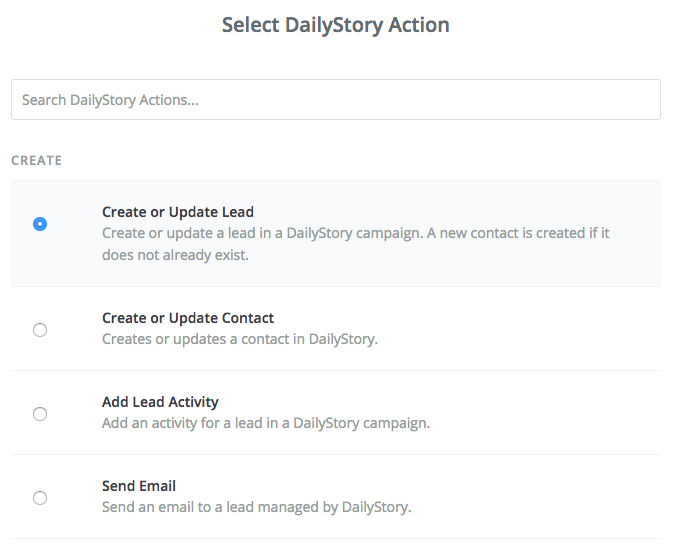 Select DailyStory Action
Search DailyStory Actions...
CREATE
Create or Update Lead
Create or update a lead in a DailyStory campaign. A new contact is created if it
does not already exist.
Create or Update Contact
Creates or updates a contact in DailyStory.
Add Lead Activity
Add an activity for a lead in a DailyStory campaign.
Send Email
Send an email to a lead managed by DailyStory.